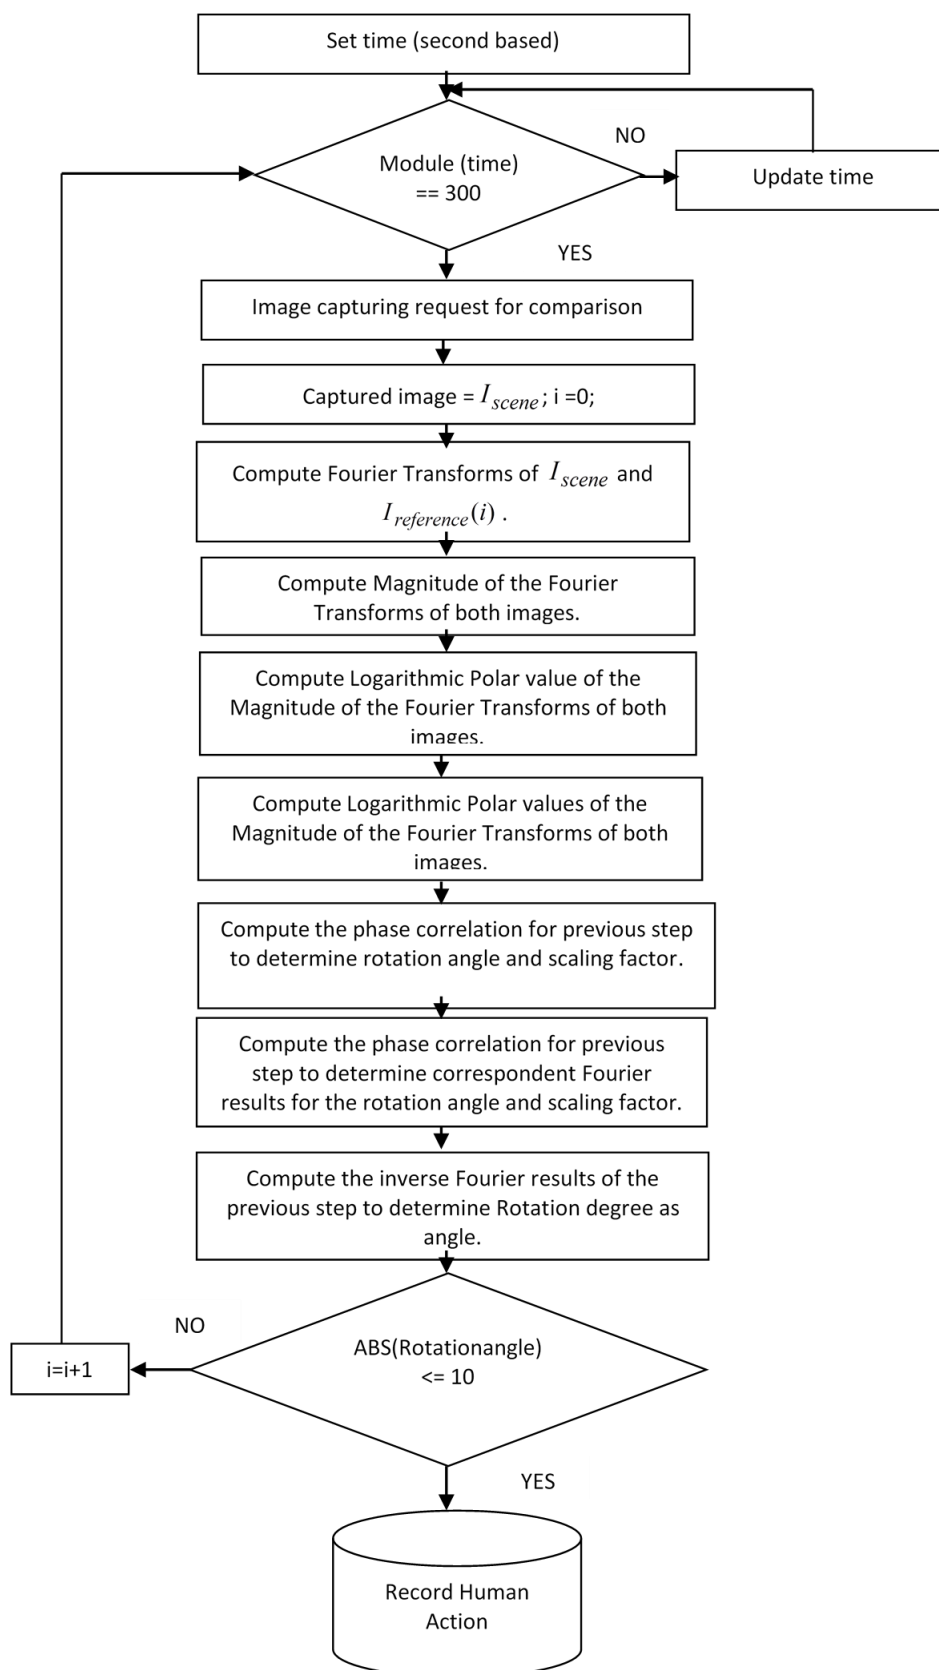 Set time (second based)
NO
Module (time)
== 300
Update time
YES
Image capturing request for comparison
Captured image = I_scene ; i =0;
Compute Fourier Transforms of I_scene and
I_reference(i) .
Compute Magnitude of the Fourier
Transforms of both images.
Compute Logarithmic Polar value of the
Magnitude of the Fourier Transforms of both
images.
Compute Logarithmic Polar values of the
Magnitude of the Fourier Transforms of both
images.
Compute the phase correlation for previous step
to determine rotation angle and scaling factor.
Compute the phase correlation for previous
step to determine correspondent Fourier
results for the rotation angle and scaling factor.
Compute the inverse Fourier results of the
previous step to determine Rotation degree as
angle.
NO
ABS(Rotationangle)
<= 10
i=i+1
YES
Record Human
Action